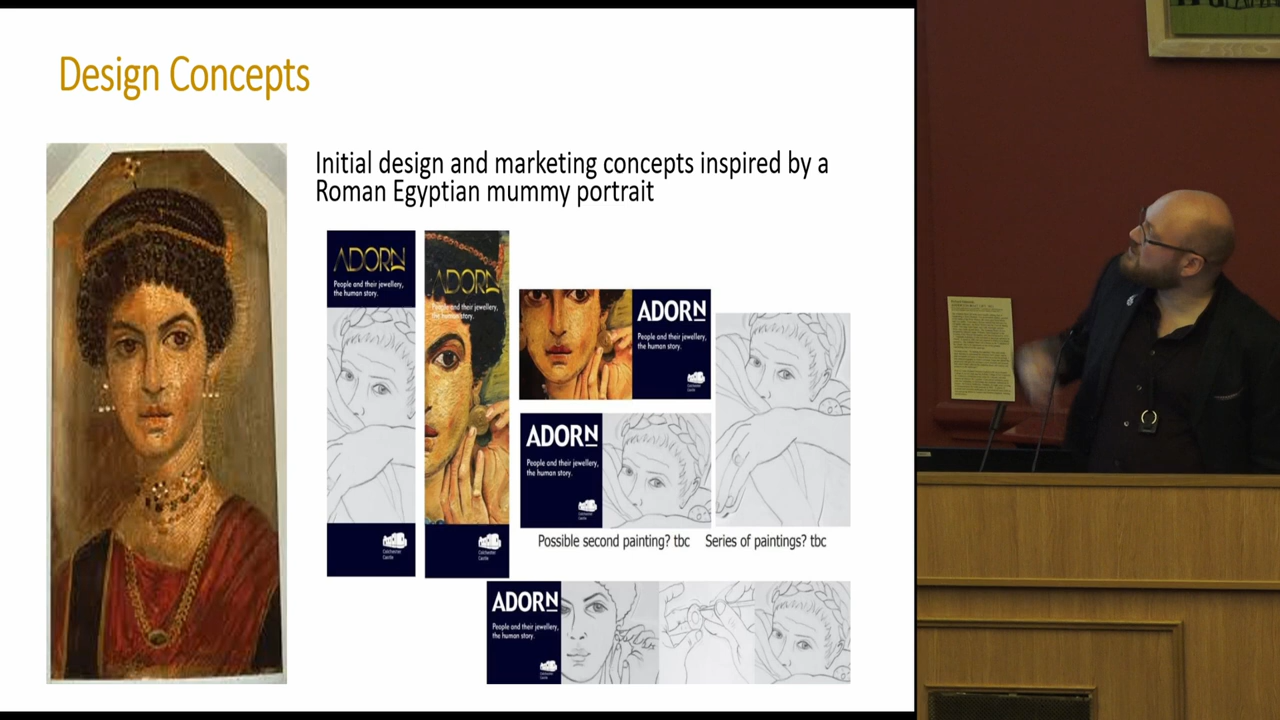 Design Concepts
Initial design and marketing concepts inspired by a
Roman Egyptian mummy portrait
ADORN
People and their jewellery,
the human story.
Colchester
Castle
ADORN
People and their jewellery,
the human story.
Colchester
Castle
ADORN
People and their jewellery,
the human story.
Colchester
Castle
ADORN
People and their jewellery,
the human story.
Colchester
Castle
Possible second painting? tbc
Series of paintings? tbc
ADORN
People and their jewellery,
the human story.
Colchester
Castle